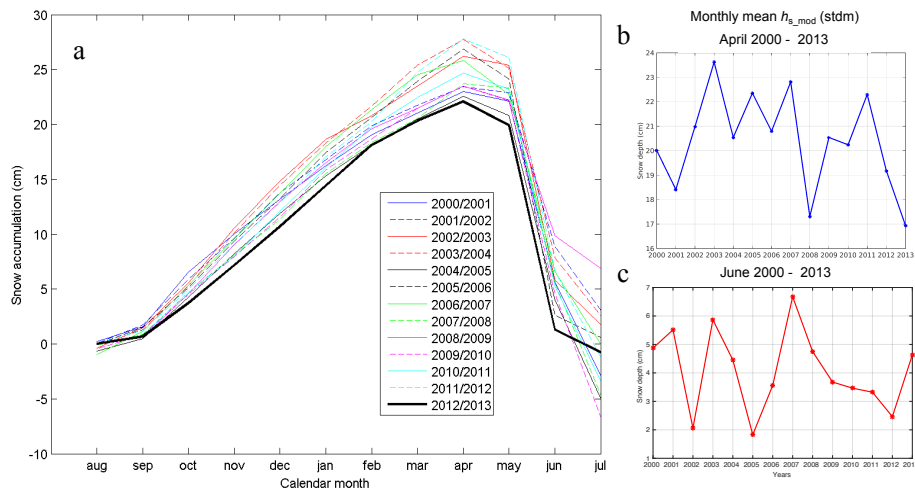 a
Snow accumulation (cm)
30
25
20
15
10
5
0
-5
-10
aug sep oct nov dec jan feb mar apr may jun jul
Calendar month
2000/2001
2001/2002
2002/2003
2003/2004
2004/2005
2005/2006
2006/2007
2007/2008
2008/2009
2009/2010
2010/2011
2011/2012
2012/2013
Monthly mean h_s_mod (stdm)
b
April 2000 - 2013
Snow depth (cm)
24
23
22
21
20
19
18
17
16
2000 2001 2002 2003 2004 2005 2006 2007 2008 2009 2010 2011 2012 2013
c
June 2000 - 2013
Snow depth (cm)
7
6
5
4
3
2
1
2000 2001 2002 2003 2004 2005 2006 2007 2008 2009 2010 2011 2012 201
Years